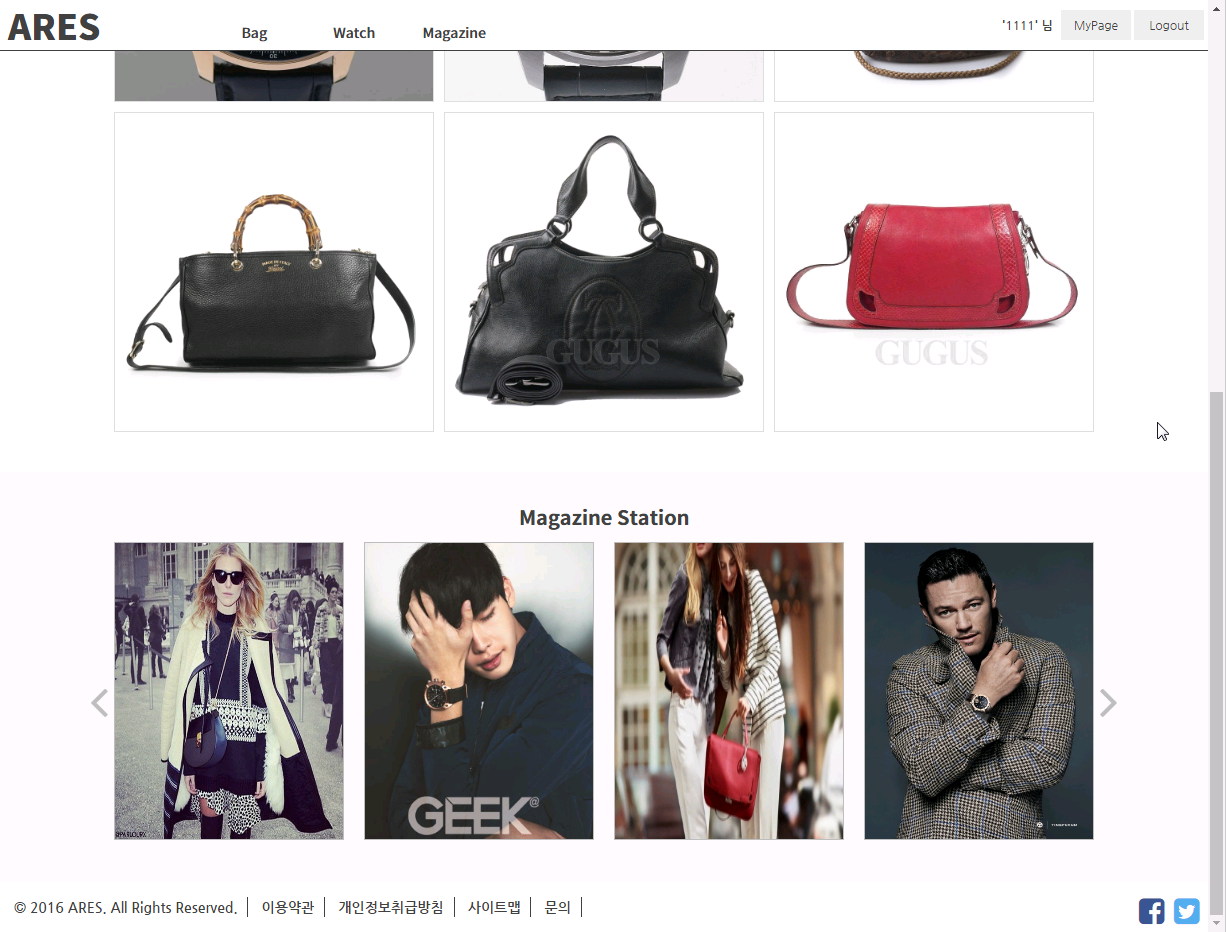 ARES
Bag Watch Magazine
'1111' 님 MyPage Logout
GUGUS
GUGUS
Magazine Station
GEEK
© 2016 ARES. All Rights Reserved. 이용약관 개인정보취급방침 사이트맵 문의